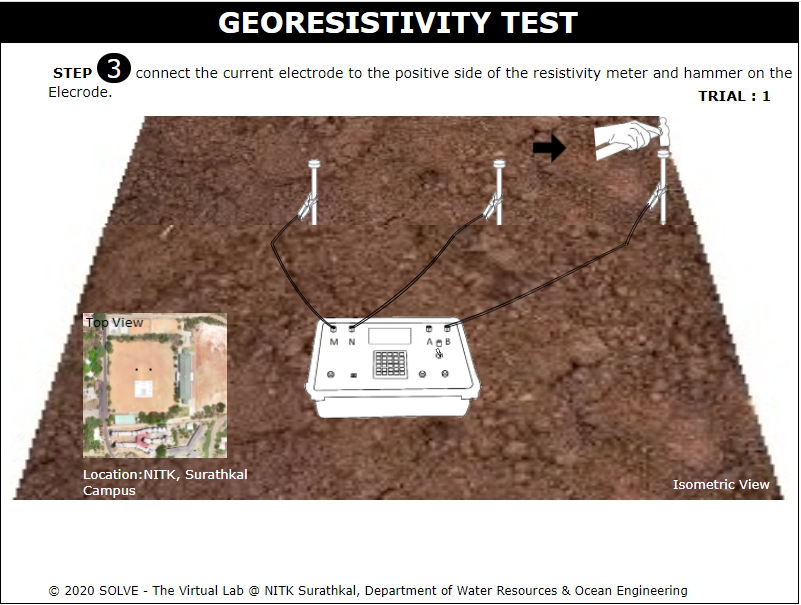 GEORESISTIVITY TEST
STEP 3 connect the current electrode to the positive side of the resistivity meter and hammer on the
Elecrode.
TRIAL : 1
M N A B
Top View
Location:NITK, Surathkal
Campus
Isometric View
© 2020 SOLVE - The Virtual Lab @ NITK Surathkal, Department of Water Resources & Ocean Engineering